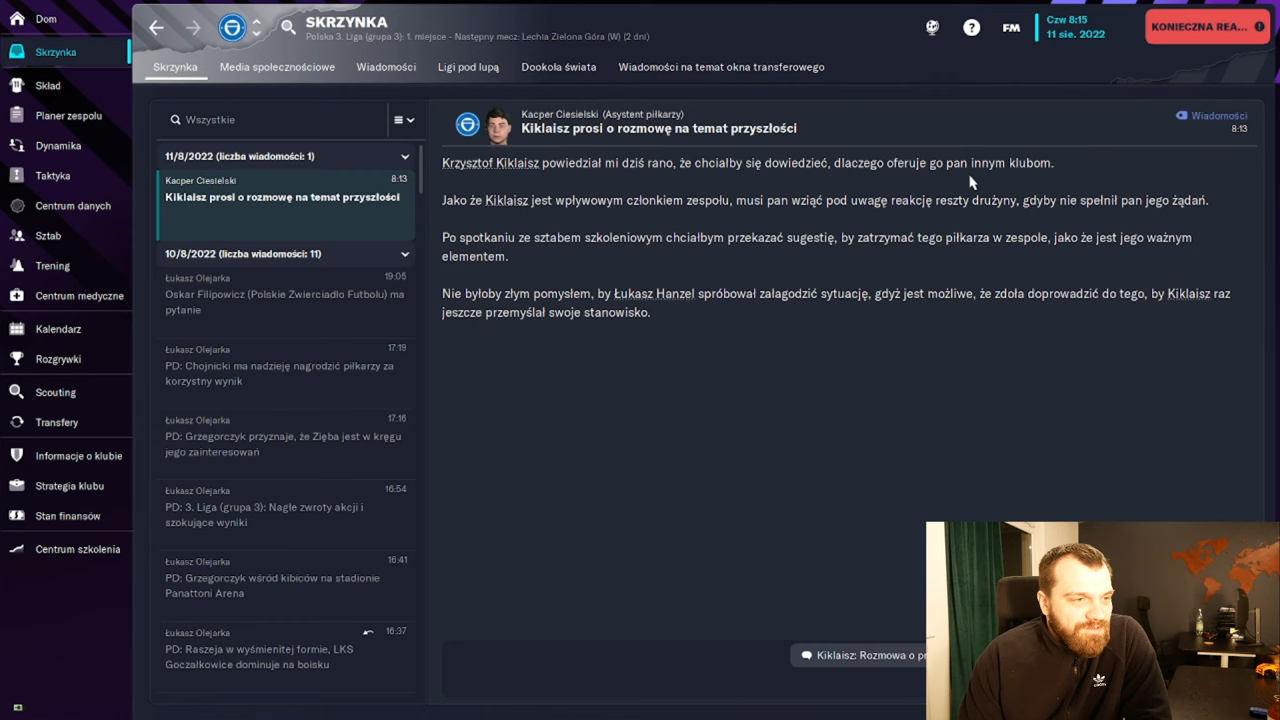 Dom
Skrzynka
Skład
Planer zespołu
Dynamika
Taktyka
Centrum danych
Sztab
Trening
Centrum medyczne
Kalendarz
Rozgrywki
Scouting
Transfery
Informacje o klubie
Strategia klubu
Stan finansów
Centrum szkolenia
SKRZYNKA
Polska 3. Liga (grupa 3): 1. miejsce - Następny mecz: Lechia Zielona Góra (W) (2 dni)
FM
Czw 8:15
11 sie. 2022
KONIECZNA REA...
Skrzynka
Media społecznościowe
Wiadomości
Ligi pod lupą
Dookoła świata
Wiadomości na temat okna transferowego
Wszystkie
11/8/2022 (liczba wiadomości: 1)
Kacper Ciesielski 8:13
Kiklaisz prosi o rozmowę na temat przyszłości
10/8/2022 (liczba wiadomości: 11)
Łukasz Olejarka 19:05
Oskar Filipowicz (Polskie Zwierciadło Futbolu) ma
pytanie
Łukasz Olejarka 17:19
PD: Chojnicki ma nadzieję nagrodzić piłkarzy za
korzystny wynik
Łukasz Olejarka 17:16
PD: Grzegorczyk przyznaje, że Zięba jest w kręgu
jego zainteresowań
Łukasz Olejarka 16:54
PD: 3. Liga (grupa 3): Nagłe zwroty akcji i
szokujące wyniki
Łukasz Olejarka 16:41
PD: Grzegorczyk wśród kibiców na stadionie
Panattoni Arena
Łukasz Olejarka 16:37
PD: Raszeja w wyśmienitej formie, LKS
Goczałkowice dominuje na boisku
Kacper Ciesielski (Asystent piłkarzy)
Kiklaisz prosi o rozmowę na temat przyszłości
Wiadomości
8:13
Krzysztof Kiklaisz powiedział mi dziś rano, że chciałby się dowiedzieć, dlaczego oferuje go pan innym klubom.
Jako że Kiklaisz jest wpływowym członkiem zespołu, musi pan wziąć pod uwagę reakcję reszty drużyny, gdyby nie spełnił pan jego żądań.
Po spotkaniu ze sztabem szkoleniowym chciałbym przekazać sugestię, by zatrzymać tego piłkarza w zespole, jako że jest jego ważnym
elementem.
Nie byłoby złym pomysłem, by Łukasz Hanzel spróbował załagodzić sytuację, gdyż jest możliwe, że zdoła doprowadzić do tego, by Kiklaisz raz
jeszcze przemyślał swoje stanowisko.
Kiklaisz: Rozmowa o pr